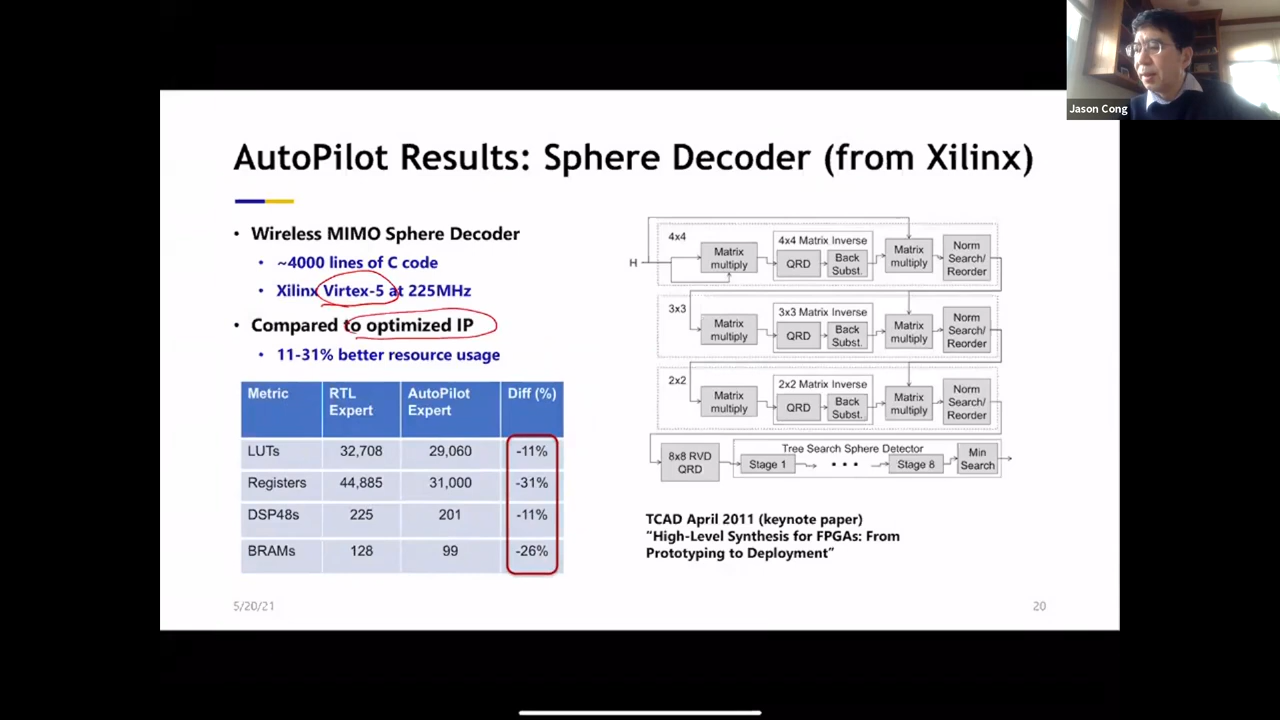 Jason Cong
AutoPilot Results: Sphere Decoder (from Xilinx)
• Wireless MIMO Sphere Decoder
• ~4000 lines of C code
• Xilinx Virtex-5 at 225MHz
• Compared to optimized IP
• 11-31% better resource usage
Metric RTL Expert AutoPilot Expert Diff (%)
LUTs 32,708 29,060 -11%
Registers 44,885 31,000 -31%
DSP48s 225 201 -11%
BRAMs 128 99 -26%
H
4x4
Matrix multiply
4x4 Matrix Inverse
QRD
Back Subst.
Matrix multiply
Norm Search/ Reorder
3x3
Matrix multiply
3x3 Matrix Inverse
QRD
Back Subst.
Matrix multiply
Norm Search/ Reorder
2x2
Matrix multiply
2x2 Matrix Inverse
QRD
Back Subst.
Matrix multiply
Norm Search/ Reorder
8x8 RVD QRD
Tree Search Sphere Detector
Stage 1
• • •
Stage 8
Min Search
TCAD April 2011 (keynote paper)
“High-Level Synthesis for FPGAs: From
Prototyping to Deployment”
5/20/21
20